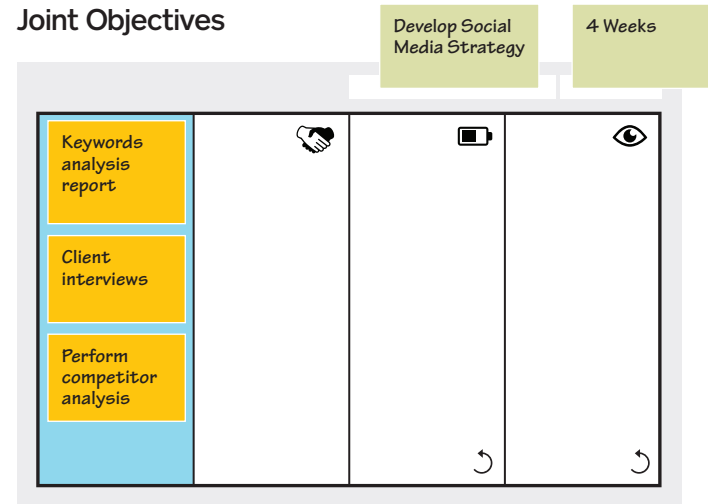 Joint Objectives
Develop Social
Media Strategy
4 Weeks
Keywords
analysis
report
Client
interviews
Perform
competitor
analysis